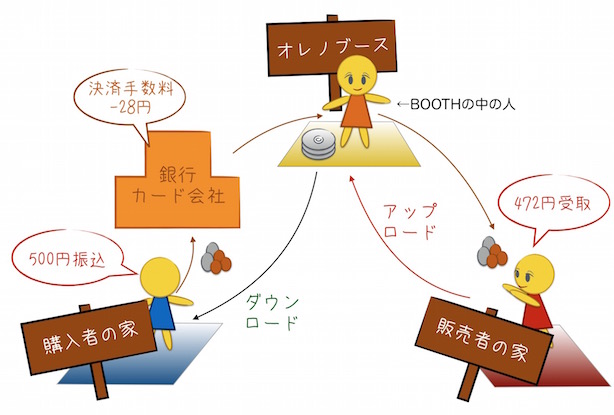 オレノブース
←BOOTHの中の人
決済手数料
-28円
銀行
カード会社
472円受取
アップ
ロード
500円振込
ダウン
ロード
購入者の家
販売者の家